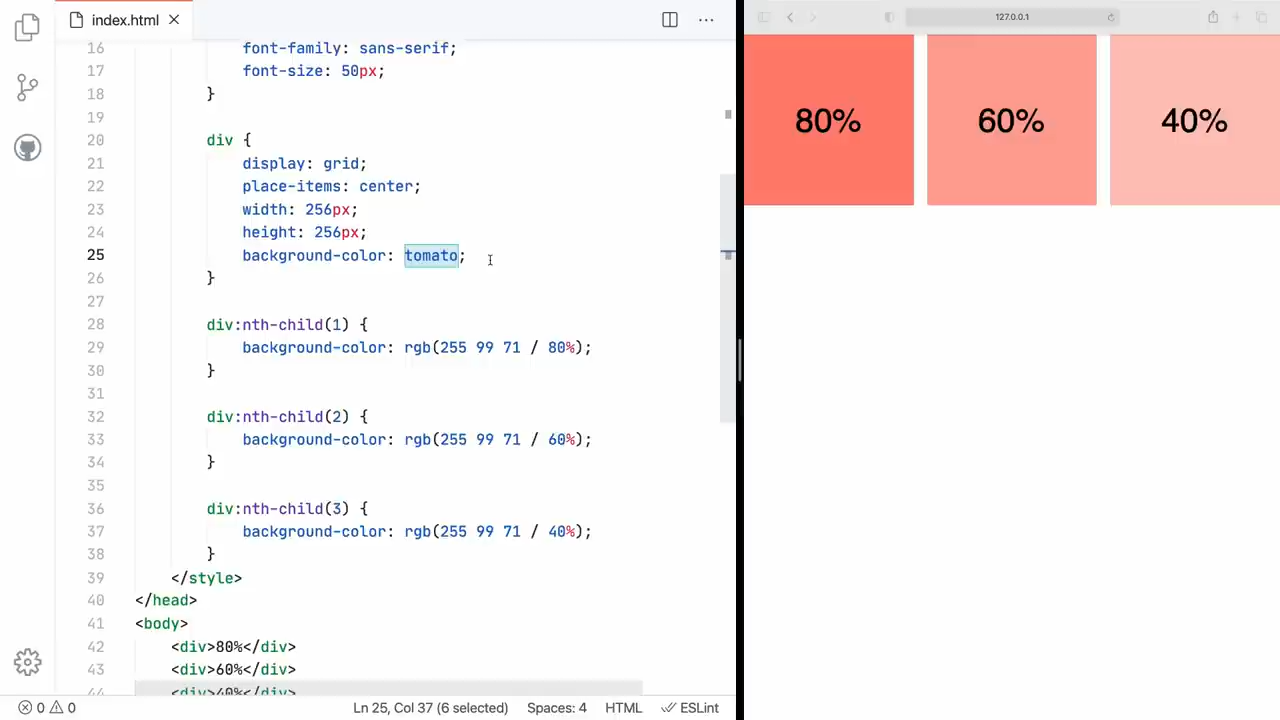 index.html
16 font-family: sans-serif;
17 font-size: 50px;
18 }
19
20 div {
21 display: grid;
22 place-items: center;
23 width: 256px;
24 height: 256px;
25 background-color: tomato;
26 }
27
28 div:nth-child(1) {
29 background-color: rgb(255 99 71 / 80%);
30 }
31
32 div:nth-child(2) {
33 background-color: rgb(255 99 71 / 60%);
34 }
35
36 div:nth-child(3) {
37 background-color: rgb(255 99 71 / 40%);
38 }
39 </style>
40 </head>
41 <body>
42 <div>80%</div>
43 <div>60%</div>
44 <div>40%</div>
0 0 Ln 25, Col 37 (6 selected) Spaces: 4 HTML ESLint
127.0.0.1
80% 60% 40%